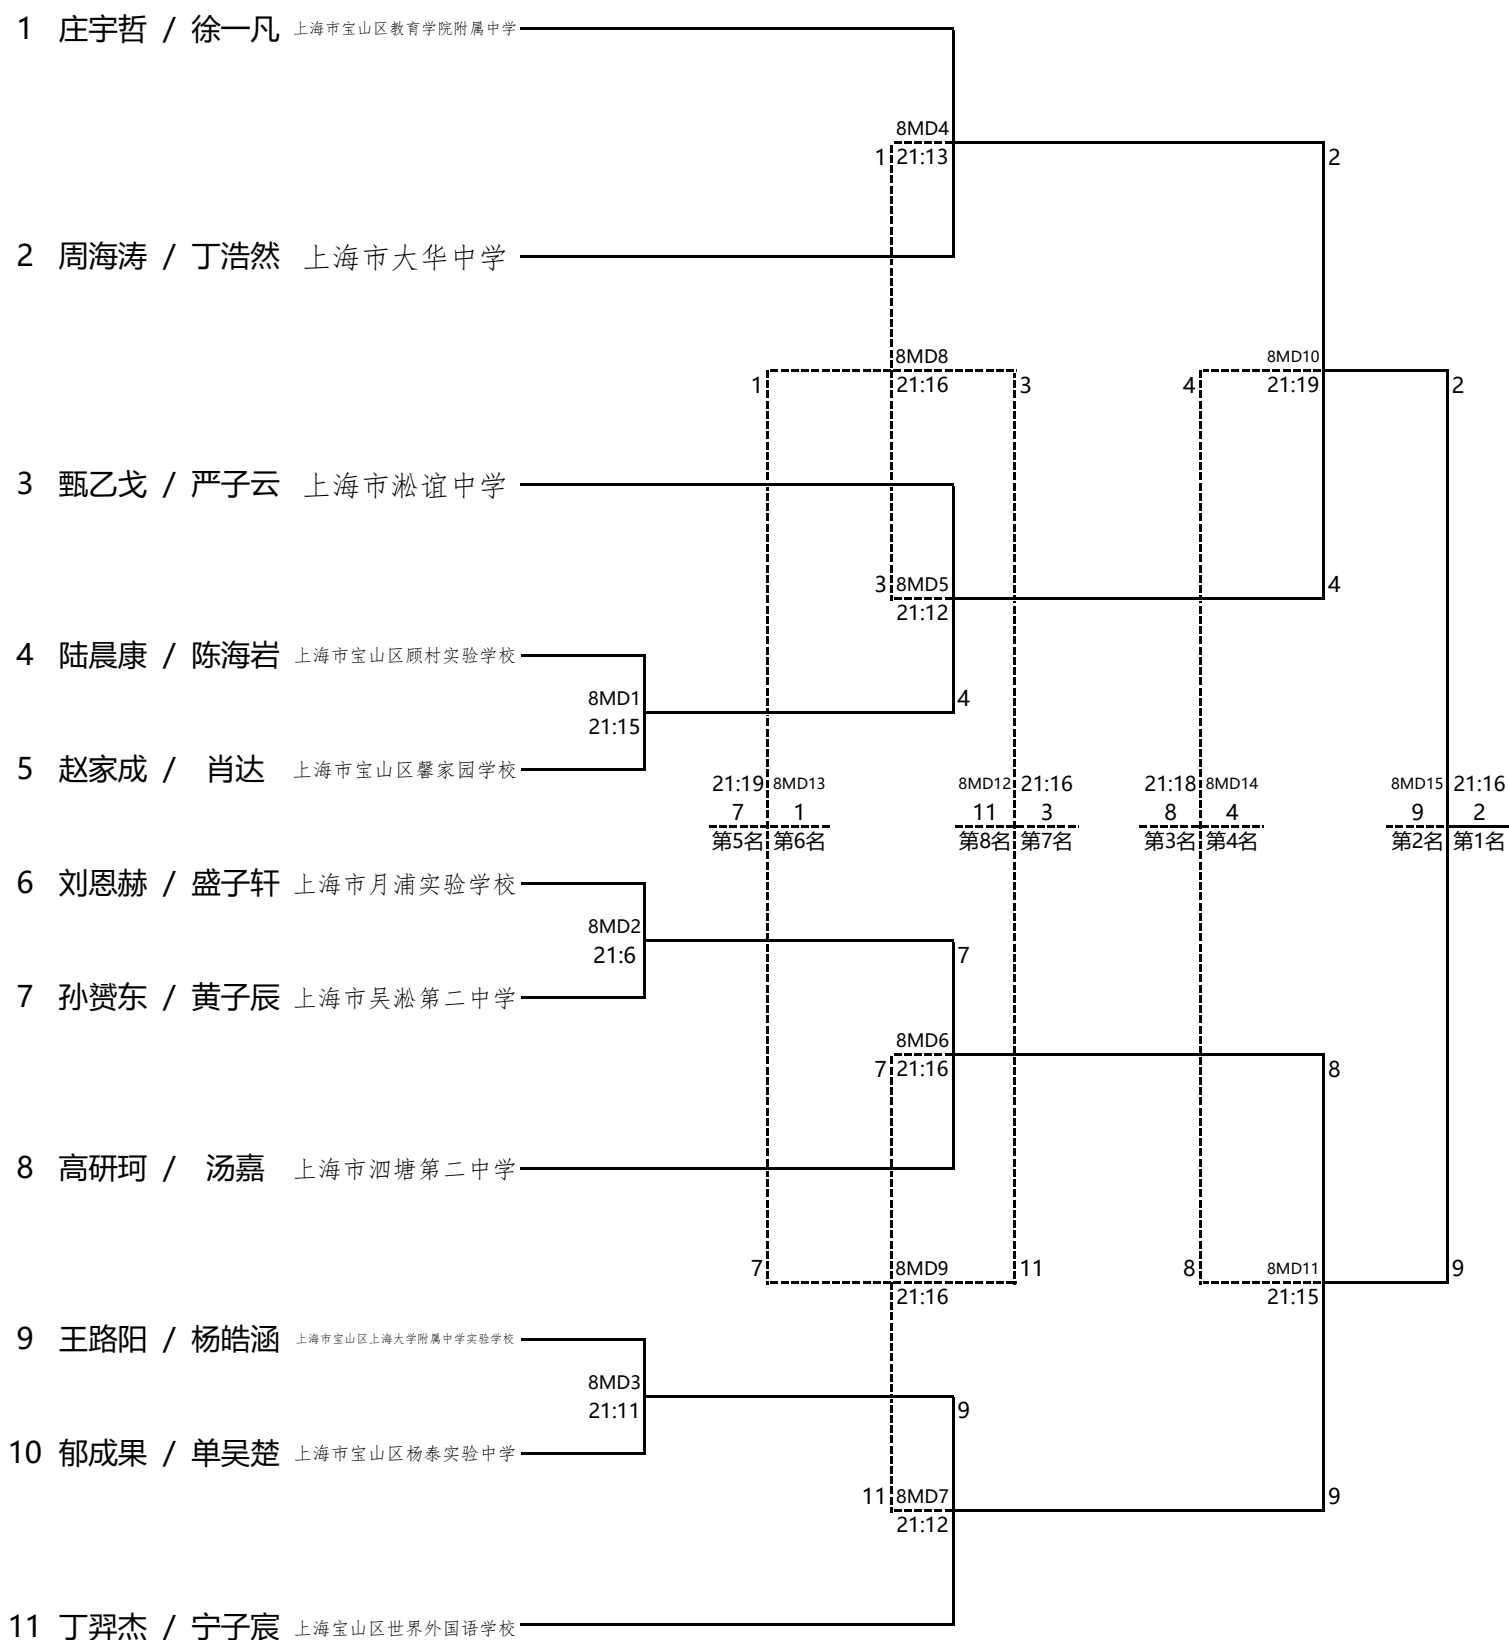 1 庄宇哲 / 徐一凡 上海市宝山区教育学院附属中学
8MD4
1 21:13 2
2 周海涛 / 丁浩然 上海市大华中学
8MD8 8MD10
1 21:16 3 4 21:19 2
3 甄乙戈 / 严子云 上海市淞谊中学
3 8MD5 4
21:12
4 陆晨康 / 陈海岩 上海市宝山区顾村实验学校
8MD1 4
21:15
5 赵家成 / 肖达 上海市宝山区馨家园学校
21:19 8MD13 8MD12 21:16 21:18 8MD14 8MD15 21:16
7 1 11 3 8 4 9 2
第5名 第6名 第8名 第7名 第3名 第4名 第2名 第1名
6 刘恩赫 / 盛子轩 上海市月浦实验学校
8MD2
21:6 7
7 孙赟东 / 黄子辰 上海市吴淞第二中学
8MD6
7 21:16 8
8 高研珂 / 汤嘉 上海市泗塘第二中学
7 8MD9 11 8 8MD11 9
21:16 21:15
9 王路阳 / 杨皓涵 上海市宝山区上海大学附属中学实验学校
8MD3
21:11 9
10 郁成果 / 单吴楚 上海市宝山区杨泰实验中学
11 8MD7 9
21:12
11 丁羿杰 / 宁子宸 上海宝山区世界外国语学校